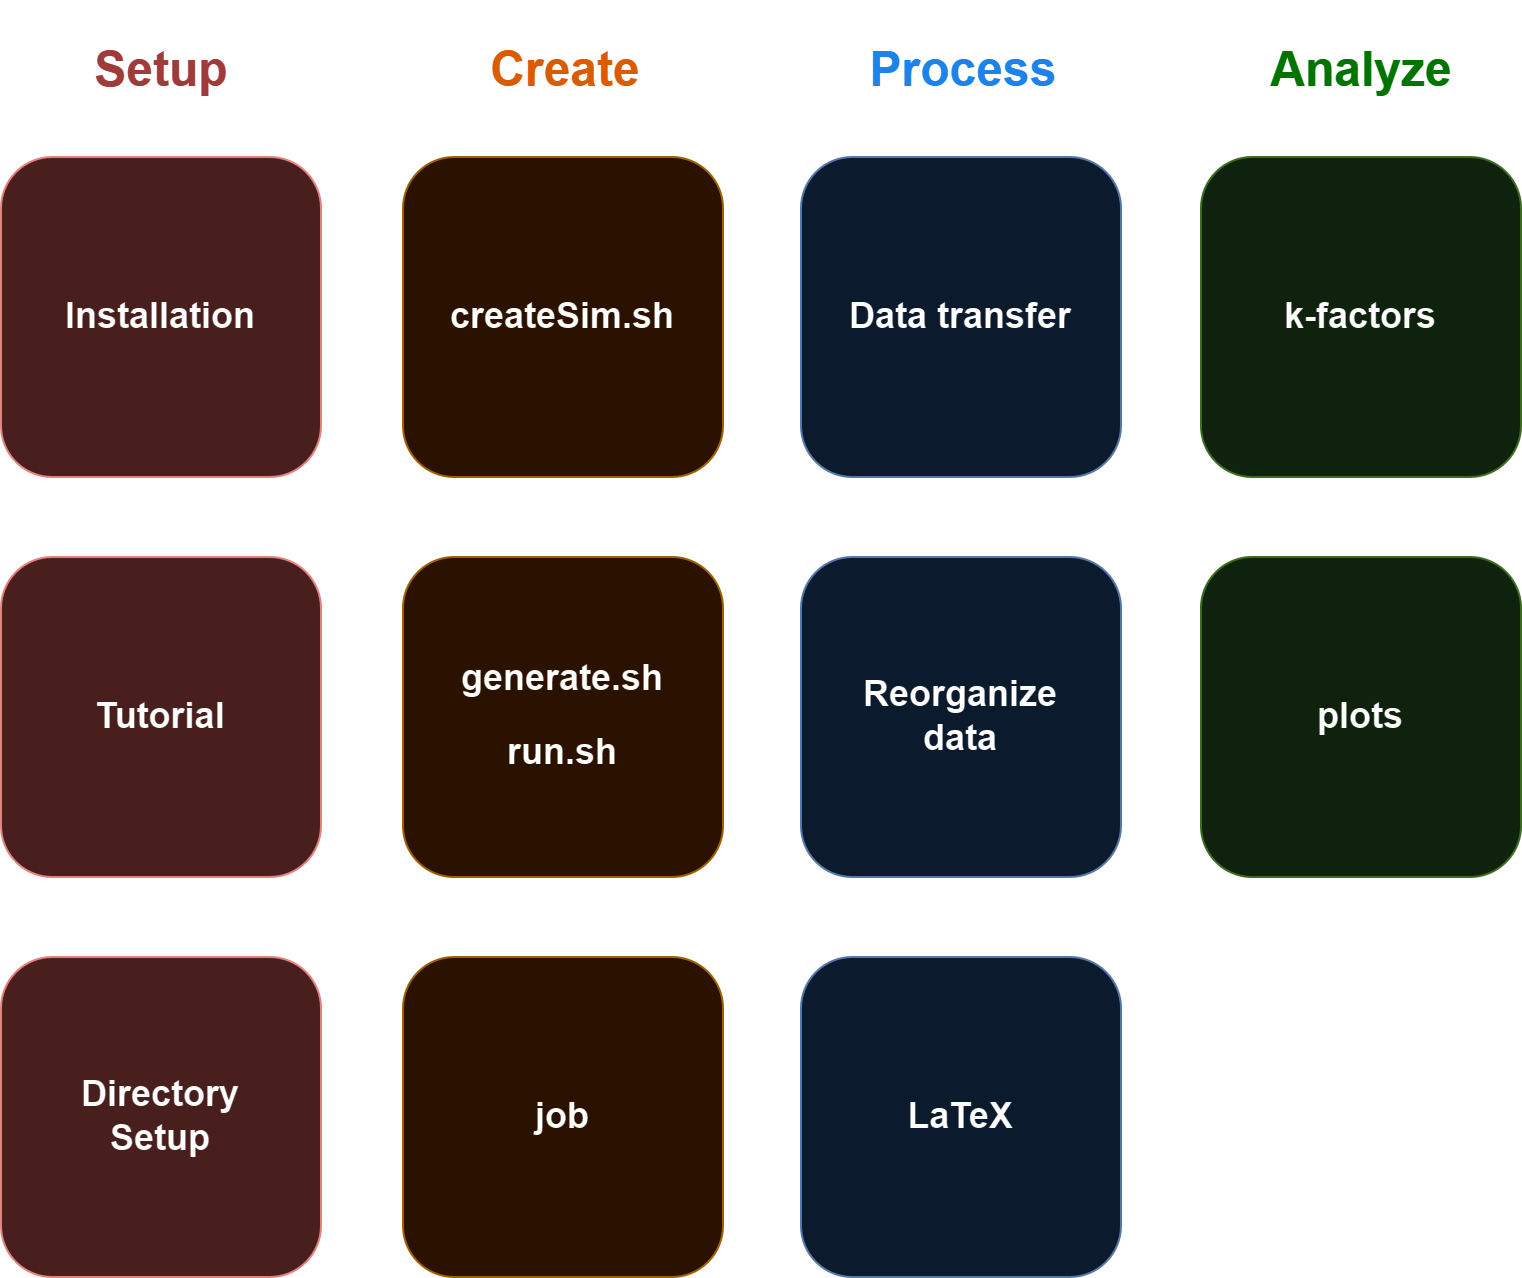 Setup
Create
Process
Analyze
Installation
createSim.sh
Data transfer
k-factors
Tutorial
generate.sh
run.sh
Reorganize
data
plots
Directory
Setup
job
LaTeX